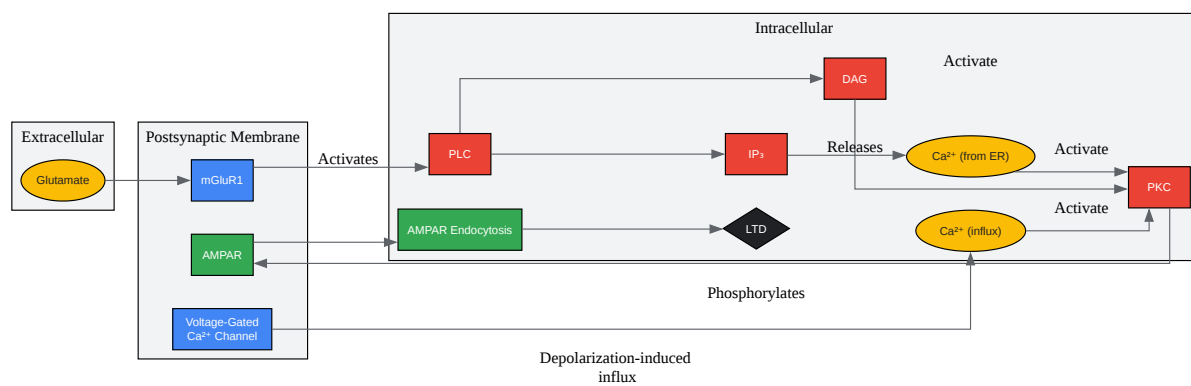 Intracellular
Activate
DAG
Extracellular
Postsynaptic Membrane
Glutamate
mGluR1
Activates
PLC
IP₃
Releases
Ca²⁺ (from ER)
Activate
PKC
AMPAR
AMPAR Endocytosis
LTD
Ca²⁺ (influx)
Activate
Phosphorylates
Voltage-Gated
Ca²⁺ Channel
Depolarization-induced
influx